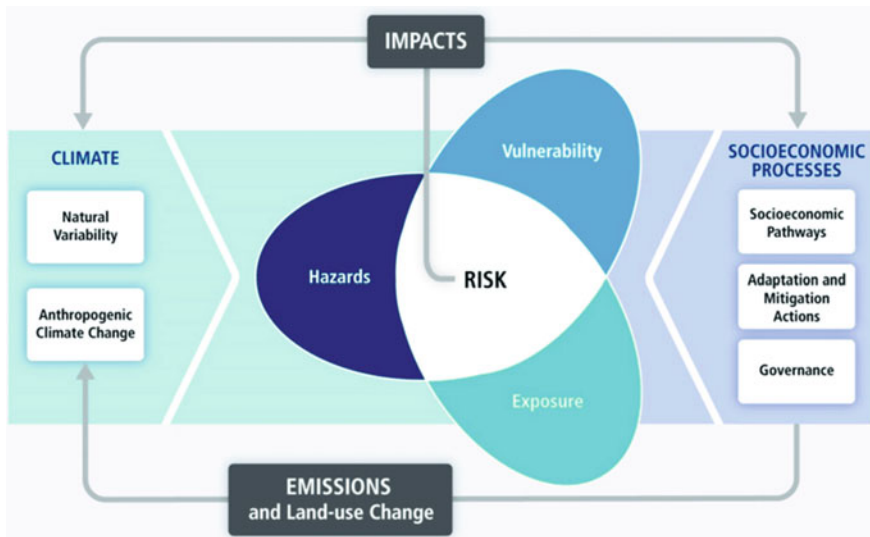 IMPACTS
CLIMATE
Natural
Variability
Anthropogenic
Climate Change
Vulnerability
Hazards
RISK
Exposure
SOCIOECONOMIC
PROCESSES
Socioeconomic
Pathways
Adaptation and
Mitigation
Actions
Governance
EMISSIONS
and Land-use Change